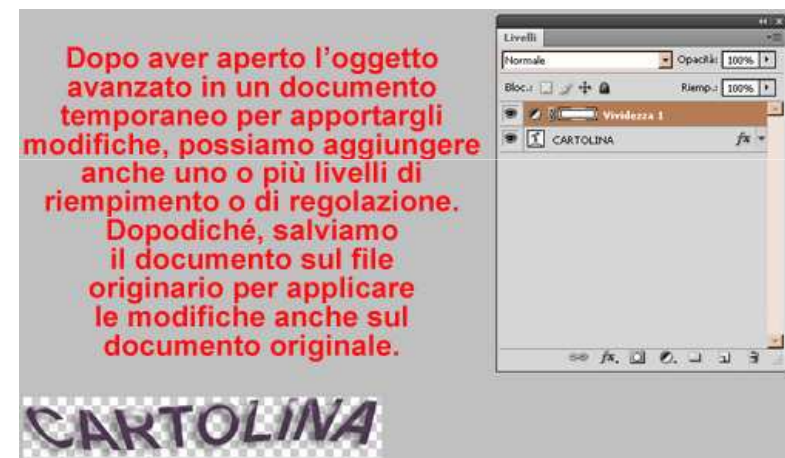 Dopo aver aperto l'oggetto
avanzato in un documento
temporaneo per apportargli
modifiche, possiamo aggiungere
anche uno o più livelli di
riempimento o di regolazione.
Dopodiché, salviamo
il documento sul file
originario per applicare
le modifiche anche sul
documento originale.
CARTOLINA
Livelli
Normale Opacità: 100%
Bloc.: Riemp.: 100%
Vividezza 1
T CARTOLINA fx
fx.